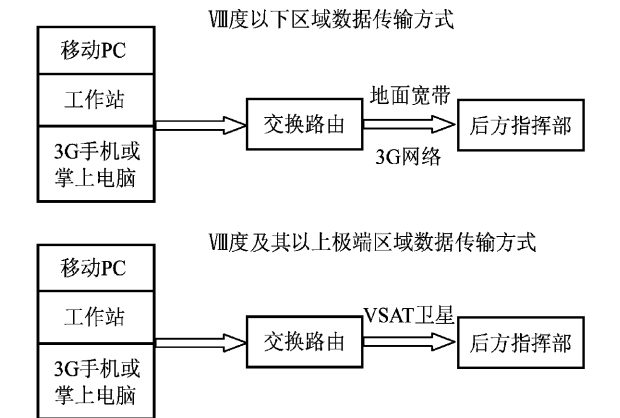 Ⅷ度以下区域数据传输方式
移动PC
工作站
3G手机或
掌上电脑
交换路由
地面宽带
3G网络
后方指挥部
Ⅷ度及其以上极端区域数据传输方式
移动PC
工作站
3G手机或
掌上电脑
交换路由
VSAT卫星
后方指挥部